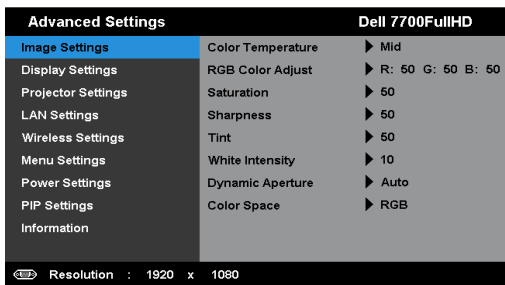 Advanced Settings Dell 7700FullHD
Image Settings Color Temperature Mid
Display Settings RGB Color Adjust R: 50 G: 50 B: 50
Projector Settings Saturation 50
LAN Settings Sharpness 50
Wireless Settings Tint 50
Menu Settings White Intensity 10
Power Settings Dynamic Aperture Auto
PIP Settings Color Space RGB
Information
Resolution : 1920 x 1080